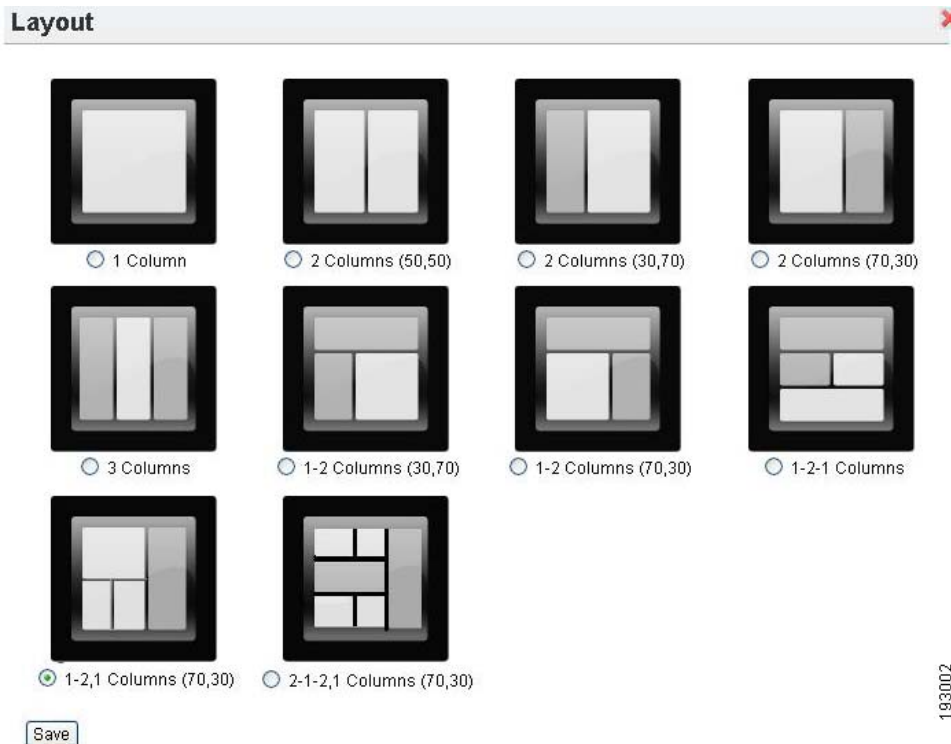 Layout
1 Column
2 Columns (50,50)
2 Columns (30,70)
2 Columns (70,30)
3 Columns
1-2 Columns (30,70)
1-2 Columns (70,30)
1-2-1 Columns
1-2,1 Columns (70,30)
2-1-2,1 Columns (70,30)
193002
Save